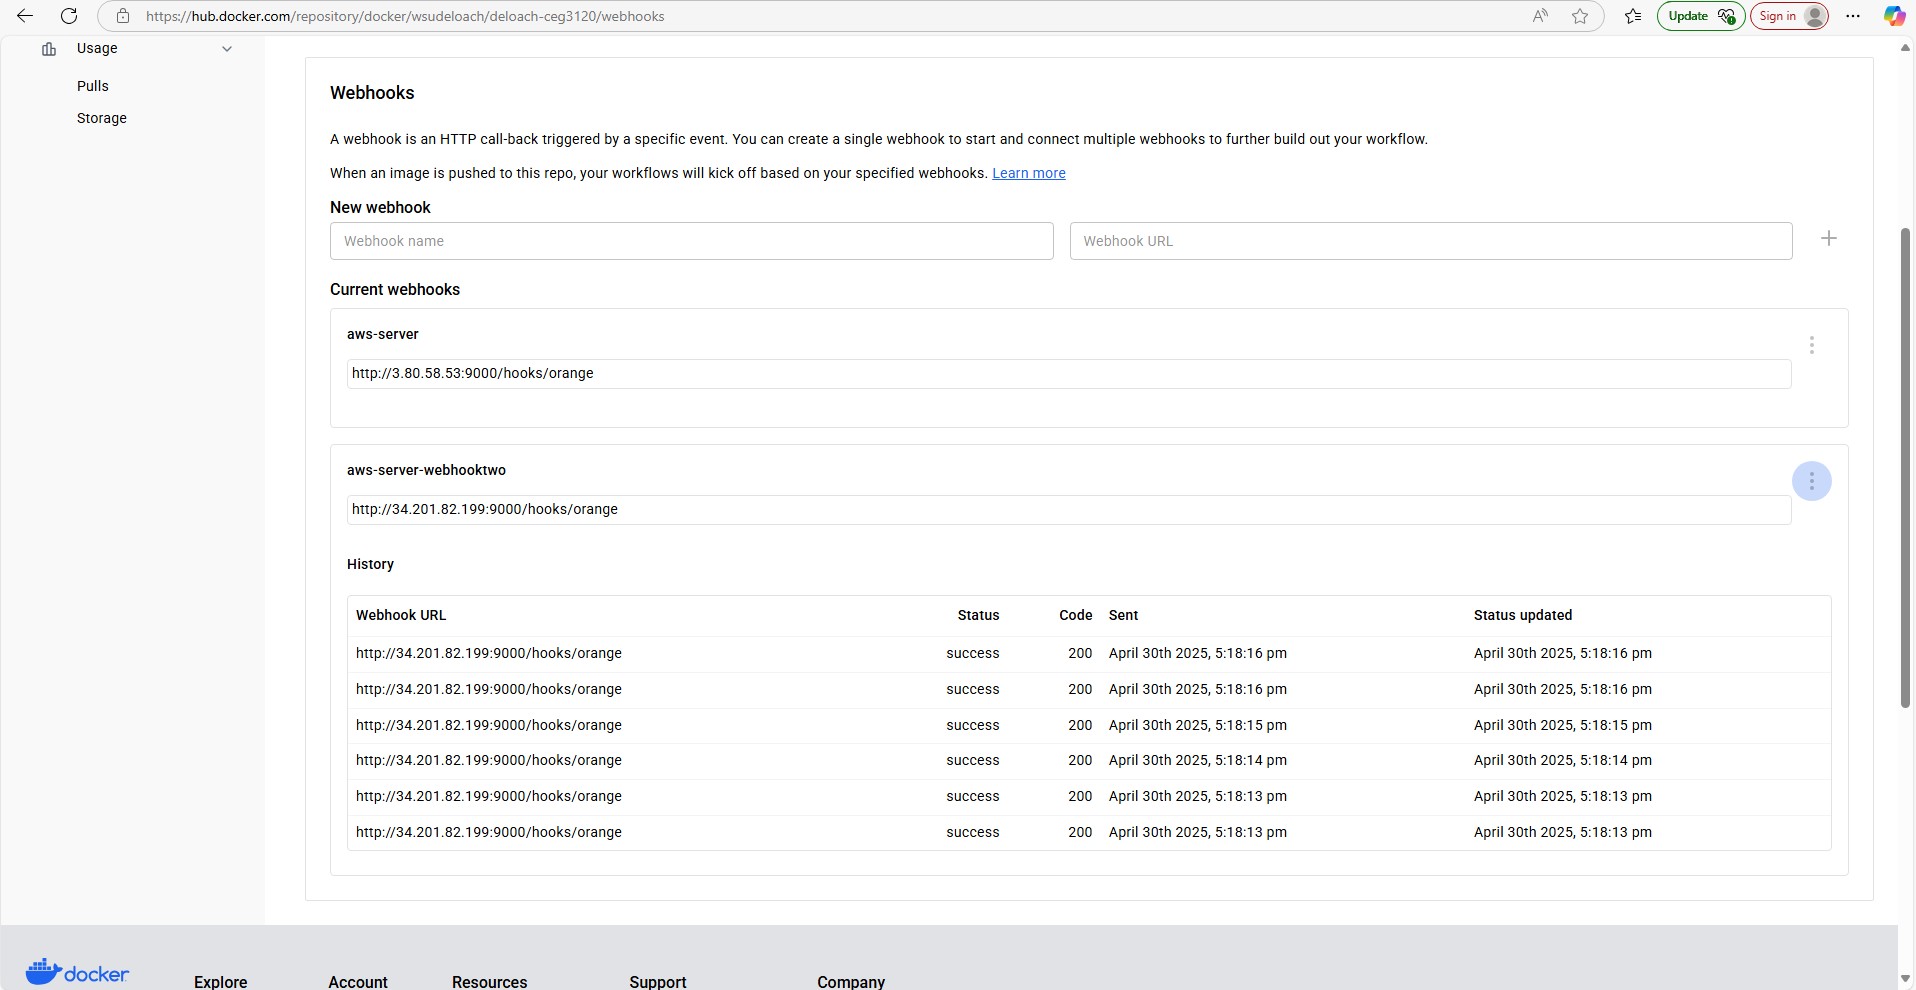 https://hub.docker.com/repository/docker/wsudeloach/deloach-ceg3120/webhooks
Update
Sign in
Usage
Pulls
Storage
Webhooks
A webhook is an HTTP call-back triggered by a specific event. You can create a single webhook to start and connect multiple webhooks to further build out your workflow.
When an image is pushed to this repo, your workflows will kick off based on your specified webhooks. Learn more
New webhook
Webhook name Webhook URL
Current webhooks
aws-server
http://3.80.58.53:9000/hooks/orange
aws-server-webhooktwo
http://34.201.82.199:9000/hooks/orange
History
Webhook URL Status Code Sent Status updated
http://34.201.82.199:9000/hooks/orange success 200 April 30th 2025, 5:18:16 pm April 30th 2025, 5:18:16 pm
http://34.201.82.199:9000/hooks/orange success 200 April 30th 2025, 5:18:16 pm April 30th 2025, 5:18:16 pm
http://34.201.82.199:9000/hooks/orange success 200 April 30th 2025, 5:18:15 pm April 30th 2025, 5:18:15 pm
http://34.201.82.199:9000/hooks/orange success 200 April 30th 2025, 5:18:14 pm April 30th 2025, 5:18:14 pm
http://34.201.82.199:9000/hooks/orange success 200 April 30th 2025, 5:18:13 pm April 30th 2025, 5:18:13 pm
http://34.201.82.199:9000/hooks/orange success 200 April 30th 2025, 5:18:13 pm April 30th 2025, 5:18:13 pm
docker Explore Account Resources Support Company